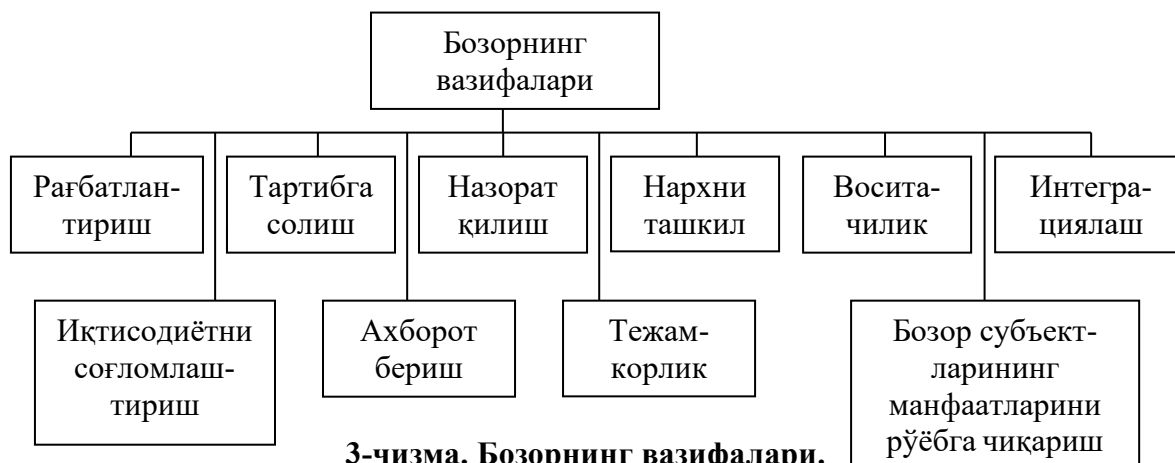 Бозорнинг
вазифалари
Рағбатлан-
тириш
Тартибга
солиш
Назорат
қилиш
Нархни
ташкил
Восита-
чилик
Интегра-
циялаш
Иқтисодиётни
соғломлаш-
тириш
Ахборот
бериш
Тежам-
корлик
Бозор субъект-
ларининг
манфаатларини
рўёбга чиқариш
3-чизма. Бозорнинг вазифалари.